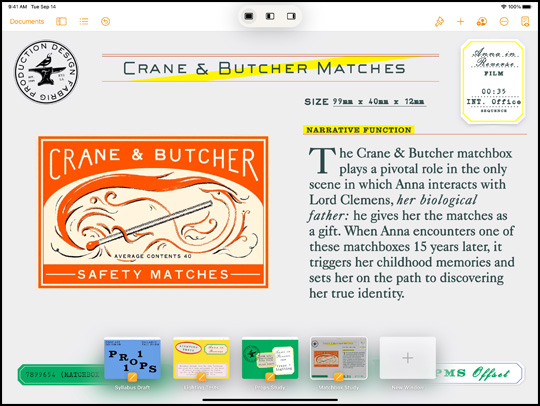 9:41 AM Tue Sep 14
100%
Documents
PRODUCTION DESIGN
FABRIG
CRANE & BUTCHER MATCHES
Anna in
Reverse
FILM
00:35
INT. Office
SEQUENCE
SIZE 99mm x 40mm x 12mm
NARRATIVE FUNCTION
The Crane & Butcher matchbox
plays a pivotal role in the only
scene in which Anna interacts with
Lord Clemens, her biological
father: he gives her the matches as
a gift. When Anna encounters one of
these matchboxes 15 years later, it
triggers her childhood memories and
sets her on the path to discovering
her true identity.
CRANE & BUTCHER
AVERAGE CONTENTS 40
SAFETY MATCHES
PROPS
Syllabus Draft
Props Study
Matchbox Study
New Window
7899654 (MATCHBOX
PMS Offset